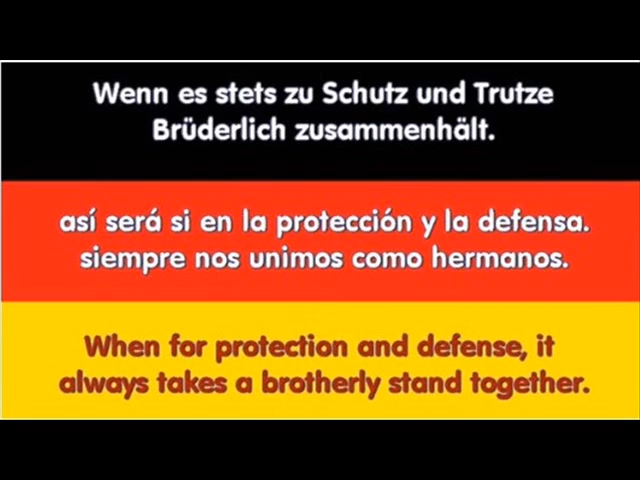 Wenn es stets zu Schutz und Trutze
Brüderlich zusammenhält.
así será si en la protección y la defensa.
siempre nos unimos como hermanos.
When for protection and defense, it
always takes a brotherly stand together.